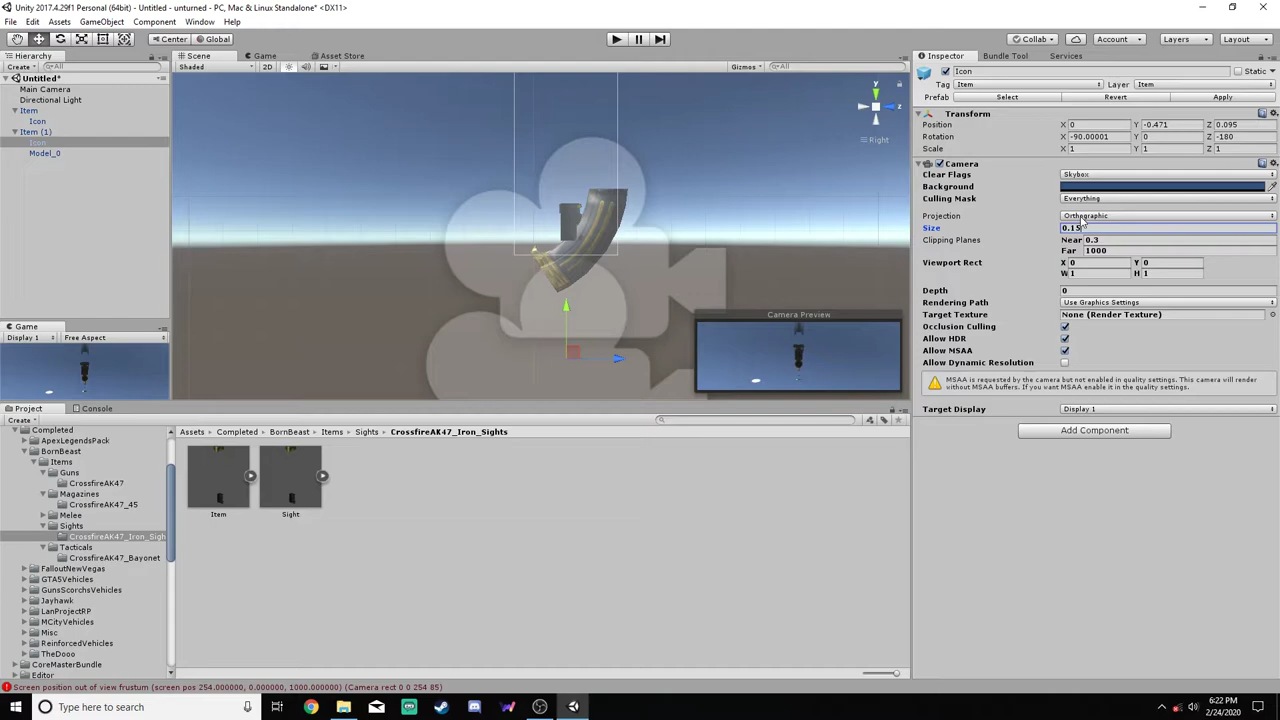 Unity 2017.4.29f1 Personal (64bit) - Untitled - unturned - PC, Mac & Linux Standalone* <DX11>
File Edit Assets GameObject Component Window Help
Center Global Collab Account Layers Layout
Hierarchy Scene Game Asset Store Inspector Bundle Tool Services
Create All Shaded 2D Gizmos All
Untitled*
Main Camera
Directional Light
Item
Icon
Item (1)
Icon
Model_0
y
z
Right
Icon Static
Tag Item Layer Item
Prefab Select Revert Apply
Transform
Position X 0 Y -0.471 Z 0.095
Rotation X -90.00001 Y 0 Z -180
Scale X 1 Y 1 Z 1
Camera
Clear Flags Skybox
Background
Culling Mask Everything
Projection Orthographic
Size 0.15
Clipping Planes Near 0.3
Far 1000
Viewport Rect X 0 Y 0
W 1 H 1
Depth 0
Rendering Path Use Graphics Settings
Target Texture None (Render Texture)
Occlusion Culling
Allow HDR
Allow MSAA
Allow Dynamic Resolution
MSAA is requested by the camera but not enabled in quality settings. This camera will render without MSAA buffers. If you want MSAA enable it in the quality settings.
Target Display Display 1
Add Component
Camera Preview
Game
Display 1 Free Aspect
Project Console
Create
Completed
ApexLegendsPack
BornBeast
Items
Guns
CrossfireAK47
Magazines
CrossfireAK47_45
Melee
Sights
CrossfireAK47_Iron_Sigh
Tacticals
CrossfireAK47_Bayonet
FalloutNewVegas
GTA5Vehicles
GunsScorchsVehicles
Jayhawk
LanProjectRP
MCityVehicles
Misc
ReinforcedVehicles
TheDooo
CoreMasterBundle
Editor
Assets Completed BornBeast Items Sights CrossfireAK47_Iron_Sights
Item Sight
Screen position out of view frustum (screen pos 254.000000, 0.000000, 1000.000000) (Camera rect 0 0 254 85)
Type here to search
6:22 PM
2/24/2020